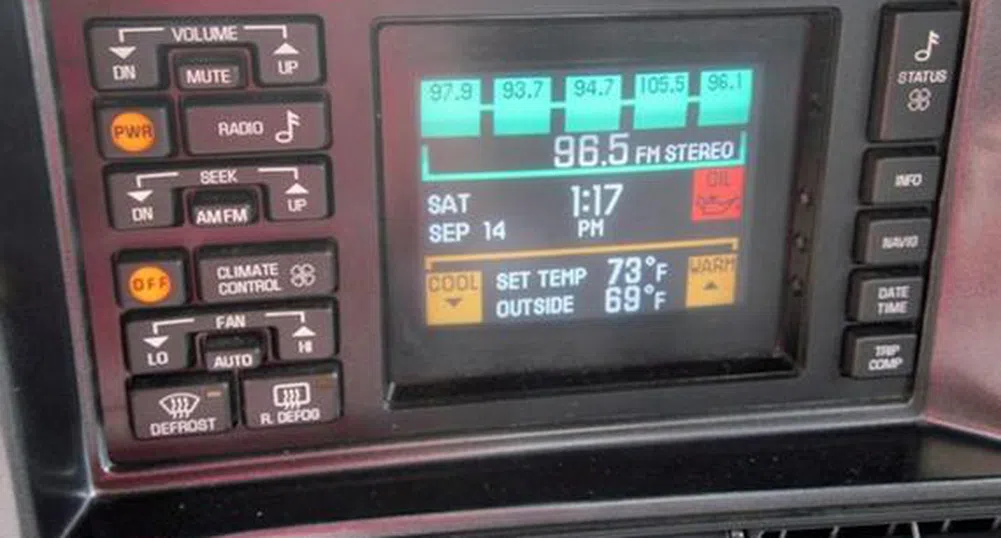 VOLUME
DN
MUTE
UP
PWR
RADIO
SEEK
DN
AM FM
UP
OFF
CLIMATE
CONTROL
FAN
LO
AUTO
HI
DEFROST
R. DEFOG
97.9 93.7 94.7 105.5 96.1
96.5 FM STEREO
SAT 1:17
SEP 14 PM
OIL
COOL
SET TEMP 73°F
OUTSIDE 69°F
WARM
STATUS
INFO
NAVIG
DATE
TIME
TRIP
COMP